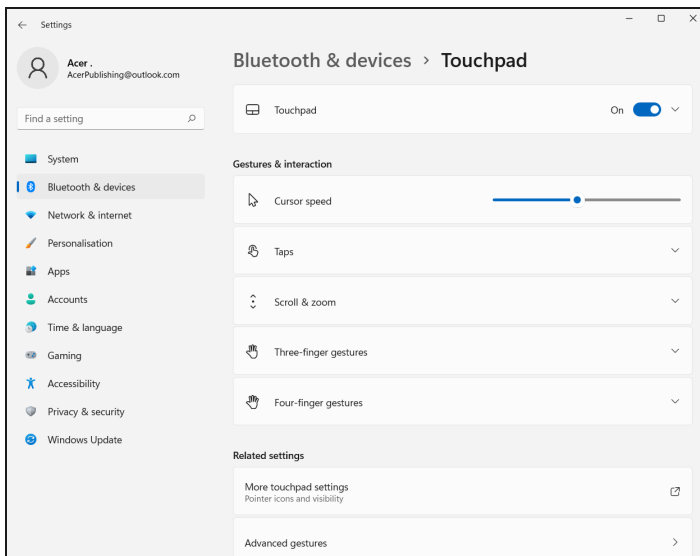 Settings
Acer .
AcerPublishing@outlook.com
Find a setting
System
Bluetooth & devices
Network & internet
Personalisation
Apps
Accounts
Time & language
Gaming
Accessibility
Privacy & security
Windows Update
Bluetooth & devices > Touchpad
Touchpad On
Gestures & interaction
Cursor speed
Taps
Scroll & zoom
Three-finger gestures
Four-finger gestures
Related settings
More touchpad settings
Pointer icons and visibility
Advanced gestures